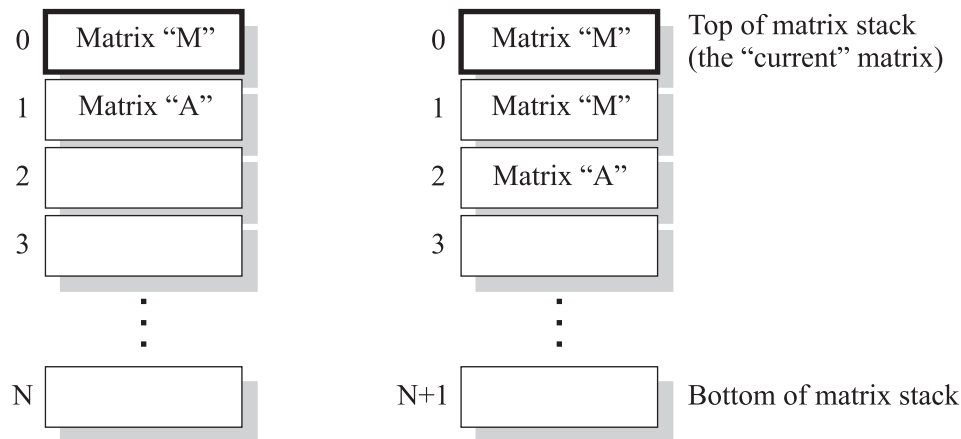 0 Matrix “M”
1 Matrix “A”
2
3
N
0 Matrix “M”
1 Matrix “M”
2 Matrix “A”
3
N+1
Top of matrix stack
(the “current” matrix)
Bottom of matrix stack